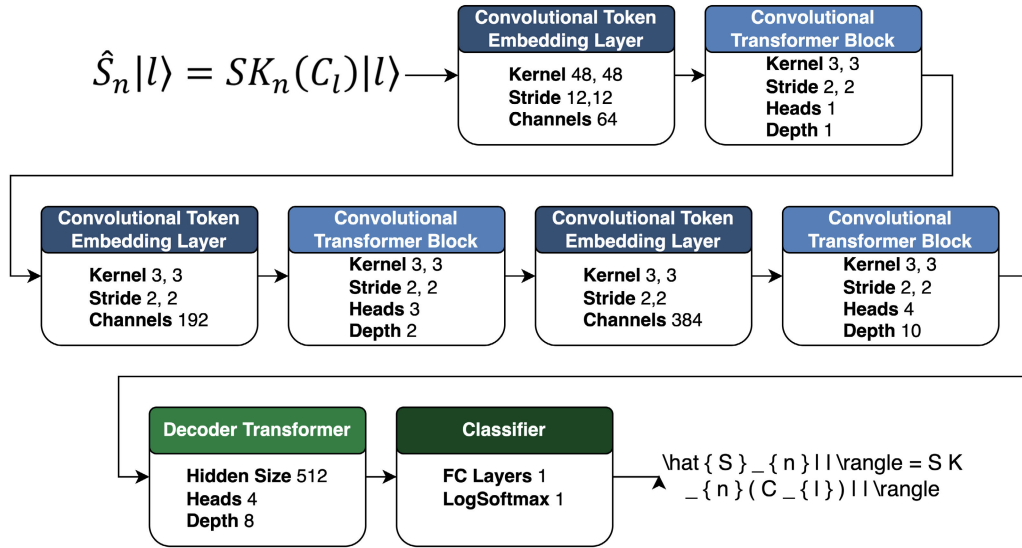 Ŝₙ|l⟩ = SKₙ(Cₗ)|l⟩
Convolutional Token
Embedding Layer
Kernel 48, 48
Stride 12,12
Channels 64
Convolutional
Transformer Block
Kernel 3, 3
Stride 2, 2
Heads 1
Depth 1
Convolutional Token
Embedding Layer
Kernel 3, 3
Stride 2, 2
Channels 192
Convolutional
Transformer Block
Kernel 3, 3
Stride 2, 2
Heads 3
Depth 2
Convolutional Token
Embedding Layer
Kernel 3, 3
Stride 2,2
Channels 384
Convolutional
Transformer Block
Kernel 3, 3
Stride 2, 2
Heads 4
Depth 10
Decoder Transformer
Hidden Size 512
Heads 4
Depth 8
Classifier
FC Layers 1
LogSoftmax 1
\hat { S } _ { n } | l \rangle = S K
_ { n } ( C _ { l } ) | l \rangle